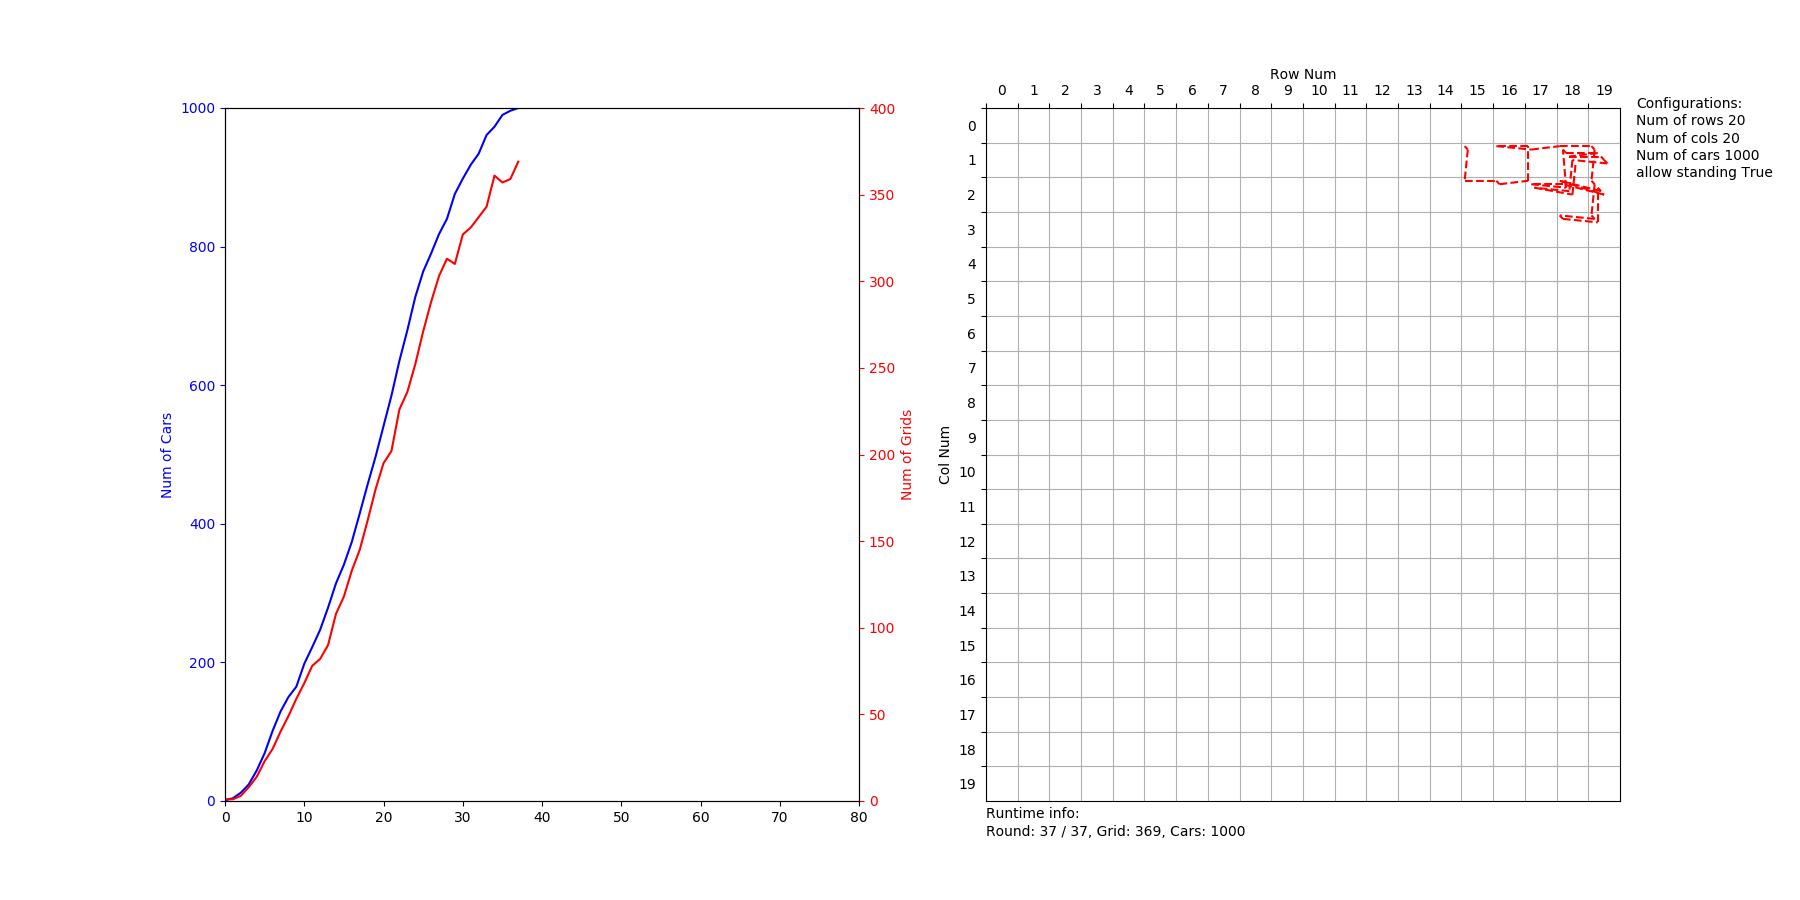 Row Num
0 1 2 3 4 5 6 7 8 9 10 11 12 13 14 15 16 17 18 19
1000
800
600
400
200
0
Num of Cars
0 10 20 30 40 50 60 70 80
400
350
300
250
200
150
100
50
0
Num of Grids
Col Num
0
1
2
3
4
5
6
7
8
9
10
11
12
13
14
15
16
17
18
19
Configurations:
Num of rows 20
Num of cols 20
Num of cars 1000
allow standing True
Runtime info:
Round: 37 / 37, Grid: 369, Cars: 1000